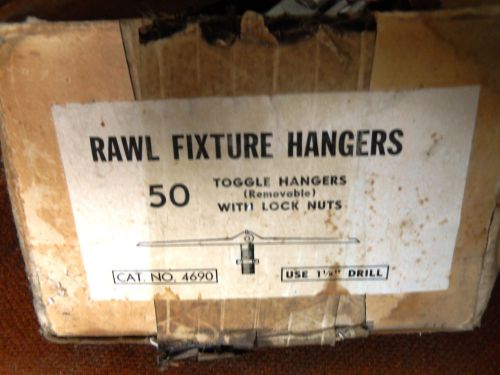 RAWL FIXTURE HANGERS
50 TOGGLE HANGERS
(Removable)
WITH LOCK NUTS
CAT. NO. 4690
USE DRILL